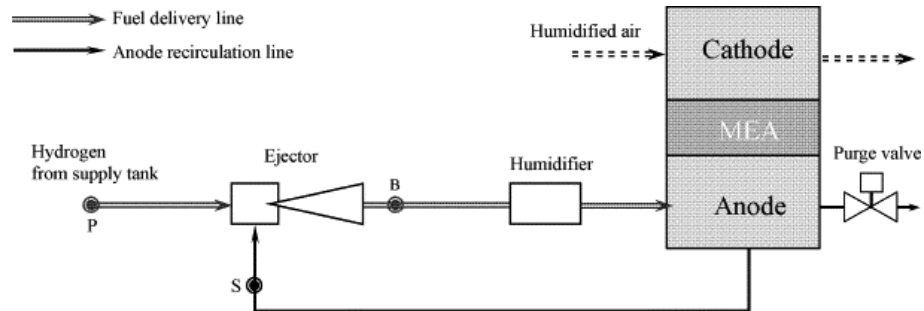 Fuel delivery line
Anode recirculation line
Humidified air
Cathode
MEA
Hydrogen
from supply tank
Ejector
Humidifier
Purge valve
P
B
Anode
S